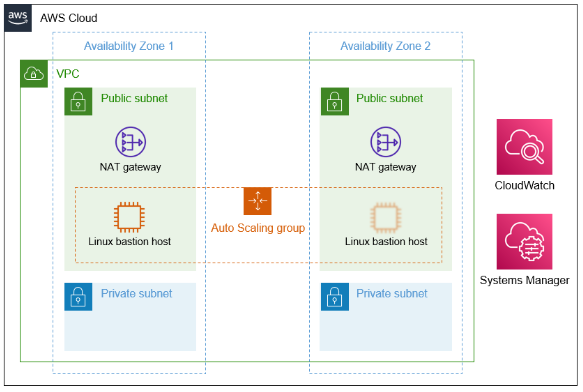 aws
AWS Cloud
Availability Zone 1
Availability Zone 2
VPC
Public subnet
Public subnet
NAT gateway
NAT gateway
CloudWatch
Auto Scaling group
Linux bastion host
Linux bastion host
Systems Manager
Private subnet
Private subnet